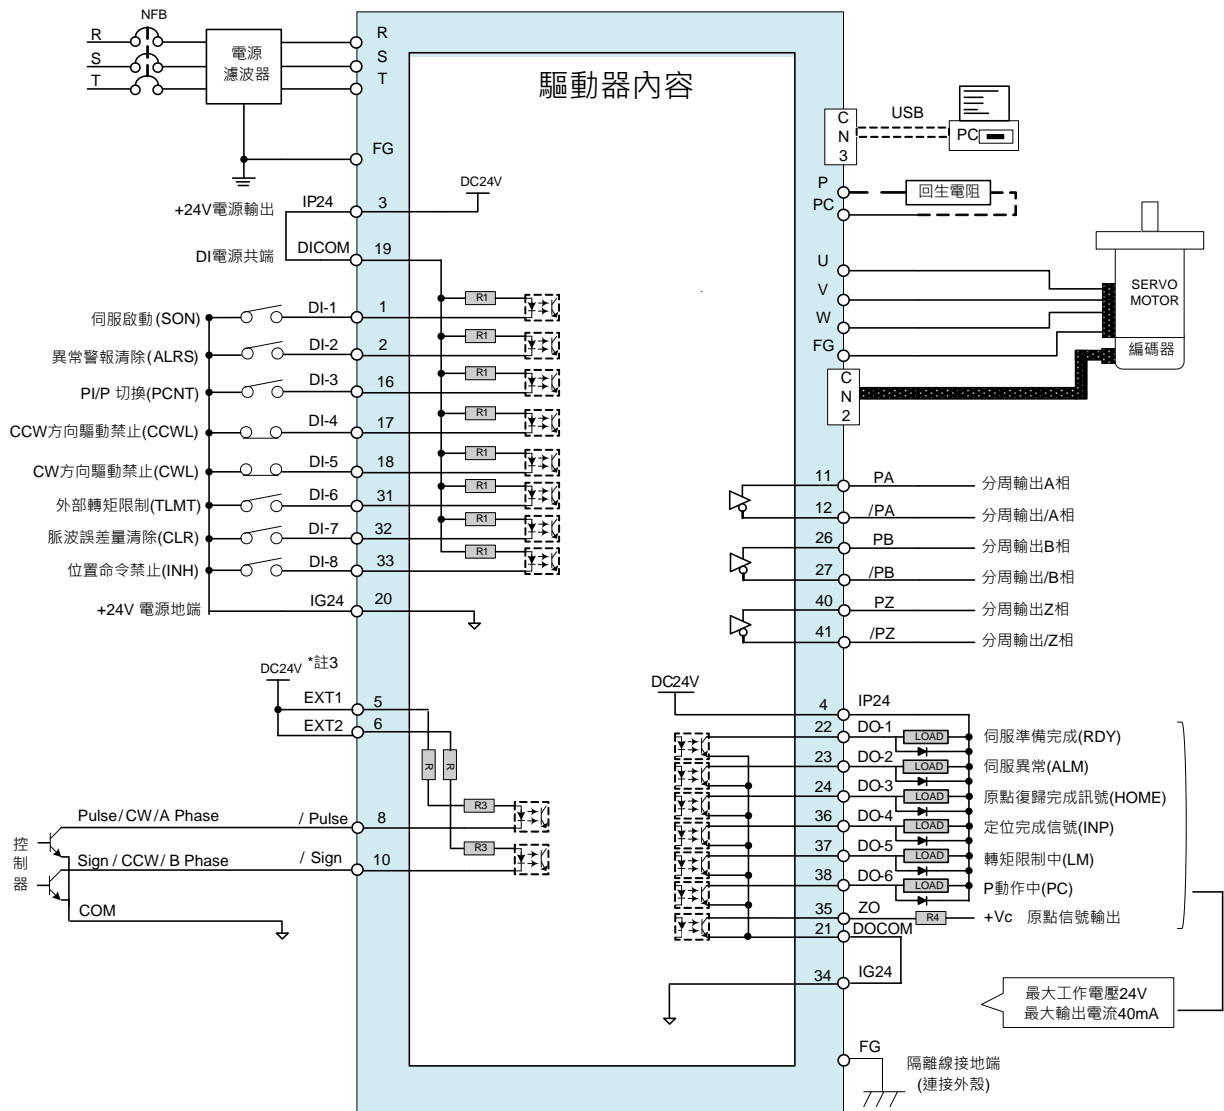 NFB
R
S
T
電源
濾波器
R
S
T
FG
驅動器內容
C
N
3
USB
PC
P
PC
回生電阻
U
V
W
FG
SERVO
MOTOR
編碼器
C
N
2
DC24V
+24V電源輸出 IP24 3
DI電源共端 DICOM 19
伺服啟動(SON) DI-1 1 R1
異常警報清除(ALRS) DI-2 2 R1
PI/P 切換(PCNT) DI-3 16 R1
CCW方向驅動禁止(CCWL) DI-4 17 R1
CW方向驅動禁止(CWL) DI-5 18 R1
外部轉矩限制(TLMT) DI-6 31 R1
脈波誤差量清除(CLR) DI-7 32 R1
位置命令禁止(INH) DI-8 33 R1
+24V 電源地端 IG24 20
DC24V *註3
EXT1 5
EXT2 6
R
R
R3
R3
控
制
器
Pulse/CW/A Phase / Pulse 8
Sign / CCW/ B Phase / Sign 10
COM
11 PA 分周輸出A相
12 /PA 分周輸出/A相
26 PB 分周輸出B相
27 /PB 分周輸出/B相
40 PZ 分周輸出Z相
41 /PZ 分周輸出/Z相
DC24V
4 IP24
22 DO-1 LOAD 伺服準備完成(RDY)
23 DO-2 LOAD 伺服異常(ALM)
24 DO-3 LOAD 原點復歸完成訊號(HOME)
36 DO-4 LOAD 定位完成信號(INP)
37 DO-5 LOAD 轉矩限制中(LM)
38 DO-6 LOAD P動作中(PC)
35 ZO R4 +Vc 原點信號輸出
21 DOCOM
34 IG24
最大工作電壓24V
最大輸出電流40mA
FG
隔離線接地端
(連接外殼)